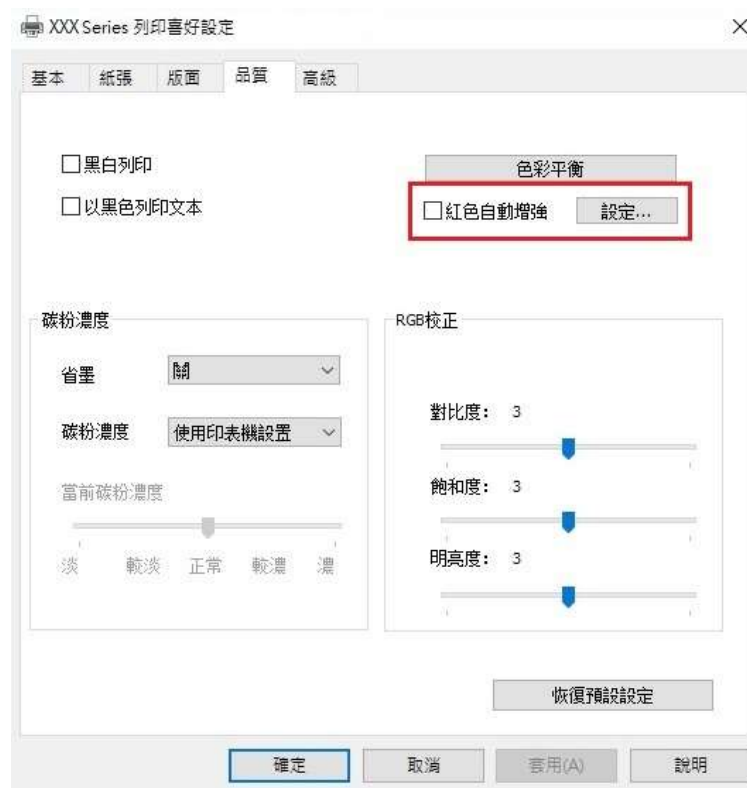 XXX Series 列印喜好設定
基本 紙張 版面 品質 高級
黑白列印
以黑色列印文本
色彩平衡
紅色自動增強 設定...
碳粉濃度
省墨 關
碳粉濃度 使用印表機設置
當前碳粉濃度
淡 較淡 正常 較濃 濃
RGB校正
對比度： 3
飽和度： 3
明亮度： 3
恢復預設設定
確定 取消 套用(A) 說明